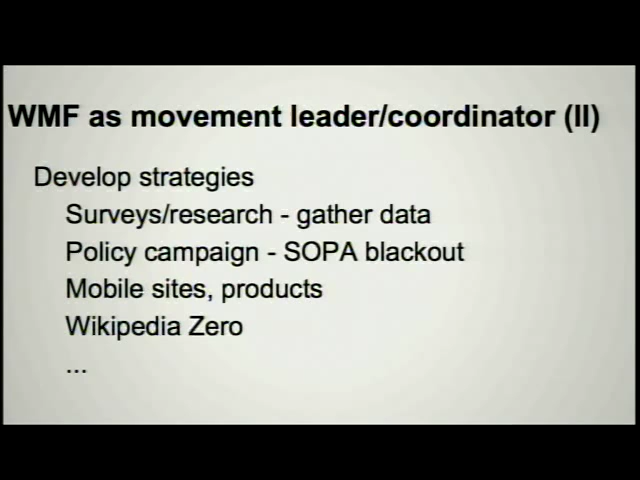 WMF as movement leader/coordinator (II)
Develop strategies
Surveys/research - gather data
Policy campaign - SOPA blackout
Mobile sites, products
Wikipedia Zero
...